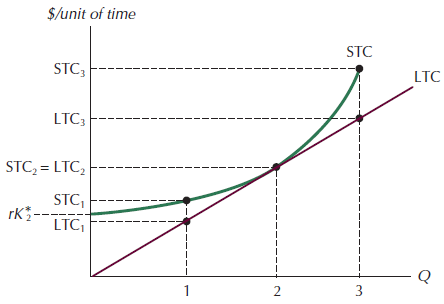 $/unit of time
STC
STC₃
LTC
LTC₃
STC₂ = LTC₂
STC₁
rK₂*
LTC₁
Q
1 2 3